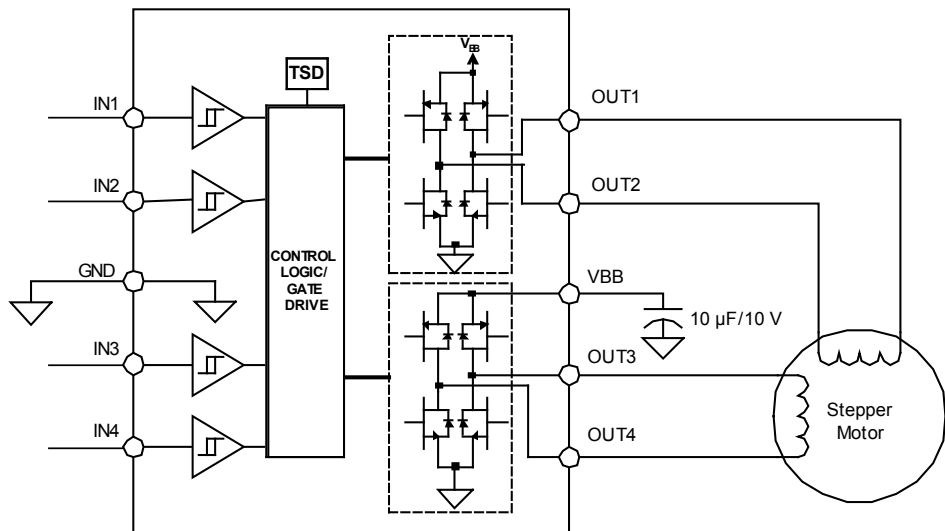 VBB
TSD
IN1
OUT1
IN2
OUT2
CONTROL
LOGIC/
GATE
DRIVE
GND
VBB
10 µF/10 V
IN3
OUT3
IN4
OUT4
Stepper
Motor